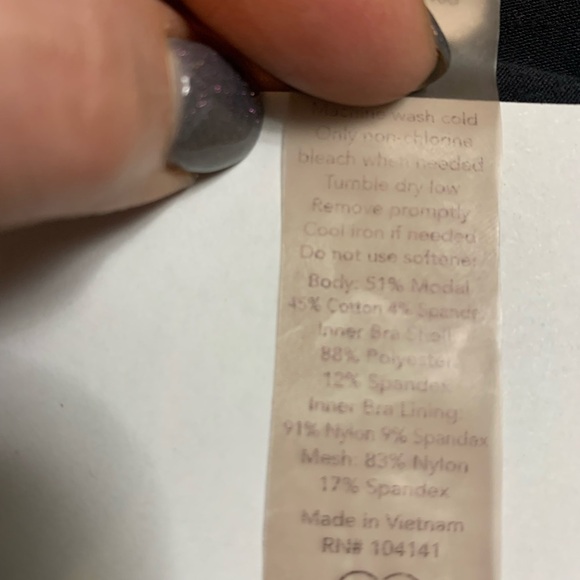 Machine wash cold
Only non-chlorine
bleach when needed
Tumble dry low
Remove promptly
Cool iron if needed
Do not use softener
Body: 51% Modal
45% Cotton 4% Spandex
Inner Bra Shell
88% Polyester
12% Spandex
Inner Bra Lining
91% Nylon 9% Spandex
Mesh: 83% Nylon
17% Spandex
Made in Vietnam
RN# 104141